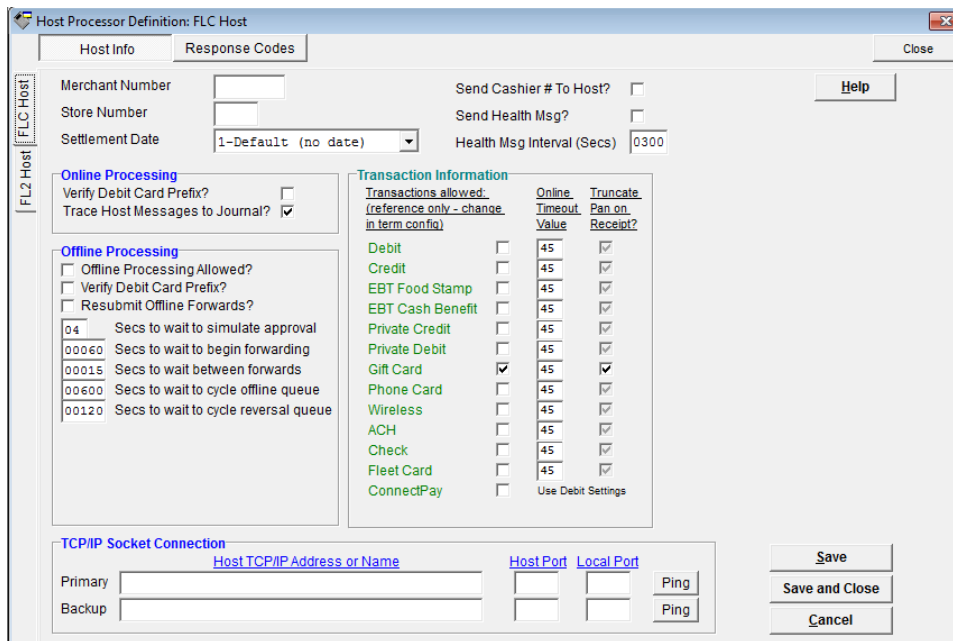 Host Processor Definition: FLC Host
Host Info
Response Codes
Close
FLC Host
FL2 Host
Merchant Number
Store Number
Settlement Date
1-Default (no date)
Send Cashier # To Host?
Send Health Msg?
Health Msg Interval (Secs)
0300
Help
Online Processing
Verify Debit Card Prefix?
Trace Host Messages to Journal?
Offline Processing
Offline Processing Allowed?
Verify Debit Card Prefix?
Resubmit Offline Forwards?
04 Secs to wait to simulate approval
00060 Secs to wait to begin forwarding
00015 Secs to wait between forwards
00600 Secs to wait to cycle offline queue
00120 Secs to wait to cycle reversal queue
Transaction Information
Transactions allowed: Online Truncate
(reference only - change Timeout Pan on
in term config) Value Receipt?
Debit 45
Credit 45
EBT Food Stamp 45
EBT Cash Benefit 45
Private Credit 45
Private Debit 45
Gift Card 45
Phone Card 45
Wireless 45
ACH 45
Check 45
Fleet Card 45
ConnectPay Use Debit Settings
TCP/IP Socket Connection
Host TCP/IP Address or Name Host Port Local Port
Primary Ping
Backup Ping
Save
Save and Close
Cancel